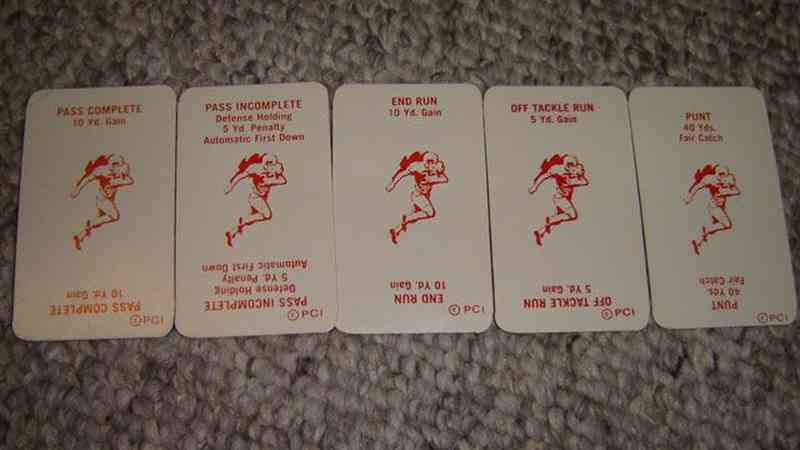 PASS COMPLETE
10 Yd. Gain
10 Yd. Gain
PASS COMPLETE
©PCI
PASS INCOMPLETE
Defense Holding
5 Yd. Penalty
Automatic First Down
Automatic First Down
5 Yd. Penalty
Defense Holding
PASS INCOMPLETE
©PCI
END RUN
10 Yd. Gain
10 Yd. Gain
END RUN
©PCI
OFF TACKLE RUN
5 Yd. Gain
5 Yd. Gain
OFF TACKLE RUN
©PCI
PUNT
40 Yds.
Fair Catch
Fair Catch
40 Yds.
PUNT
©PCI